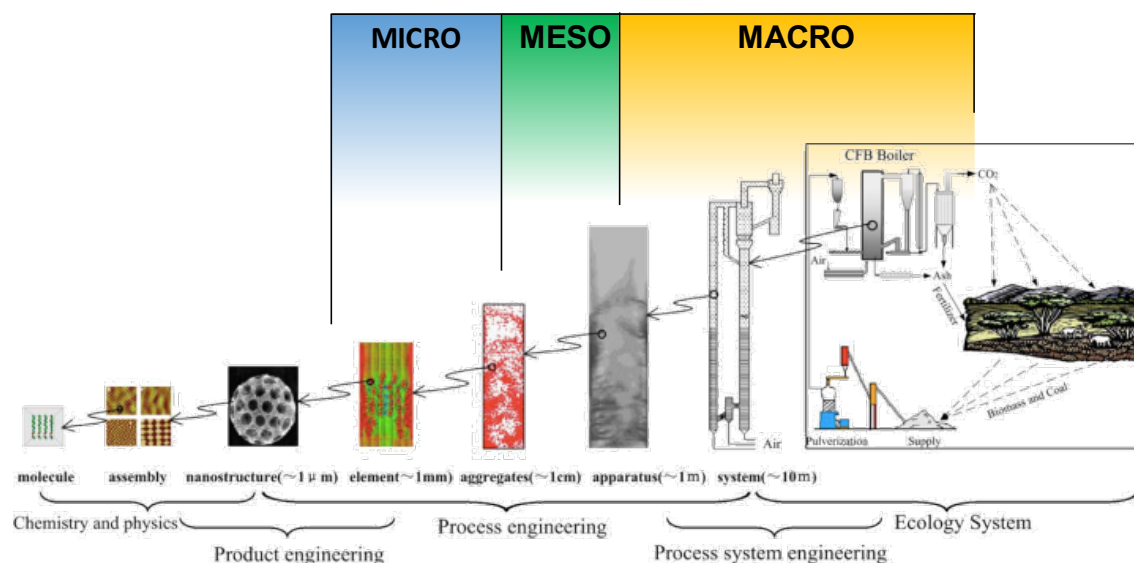 MICRO MESO MACRO
CFB Boiler
CO₂
Air
Ash
Fertilizer
Biomass and Coal
Pulverization Supply
Air
molecule assembly nanostructure(～1μm) element～1mm) aggregates(～1cm) apparatus(～1m) system(～10m)
Chemistry and physics Process engineering Ecology System
Product engineering Process system engineering